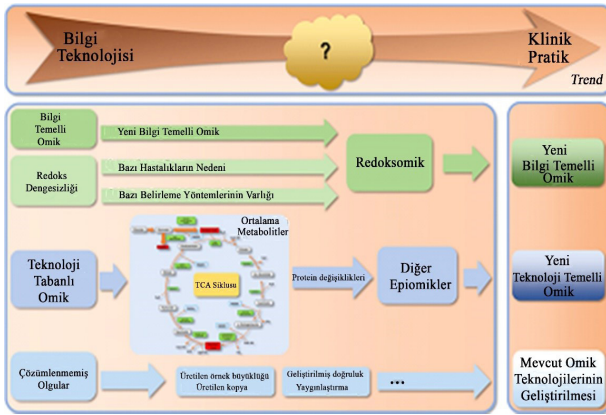 Bilgi
Teknolojisi
?
Klinik
Pratik
Trend
Bilgi
Temelli
Omik
Yeni Bilgi Temelli Omik
Redoks
Dengesizliği
Bazı Hastalıkların Nedeni
Bazı Belirleme Yöntemlerinin Varlığı
Redoksomik
Yeni
Bilgi Temelli
Omik
Teknoloji
Tabanlı
Omik
Ortalama
Metabolitler
TCA Siklusu
Protein değişiklikleri
Diğer
Epiomikler
Yeni
Teknoloji Temelli
Omik
Çözümlenmemiş
Olgular
Üretilen örnek büyüklüğü
Üretilen kopya
Geliştirilmiş doğruluk
Yaygınlaştırma
...
Mevcut Omik
Teknolojilerinin
Geliştirilmesi